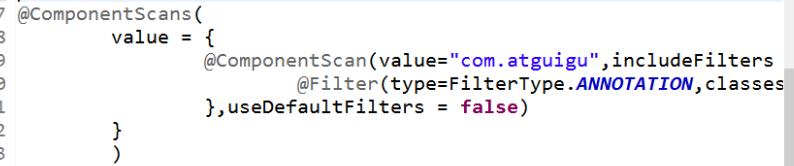 @ComponentScans(
value = {
@ComponentScan(value="com.atguigu",includeFilters
@Filter(type=FilterType.ANNOTATION,classes
},useDefaultFilters = false)
}
)